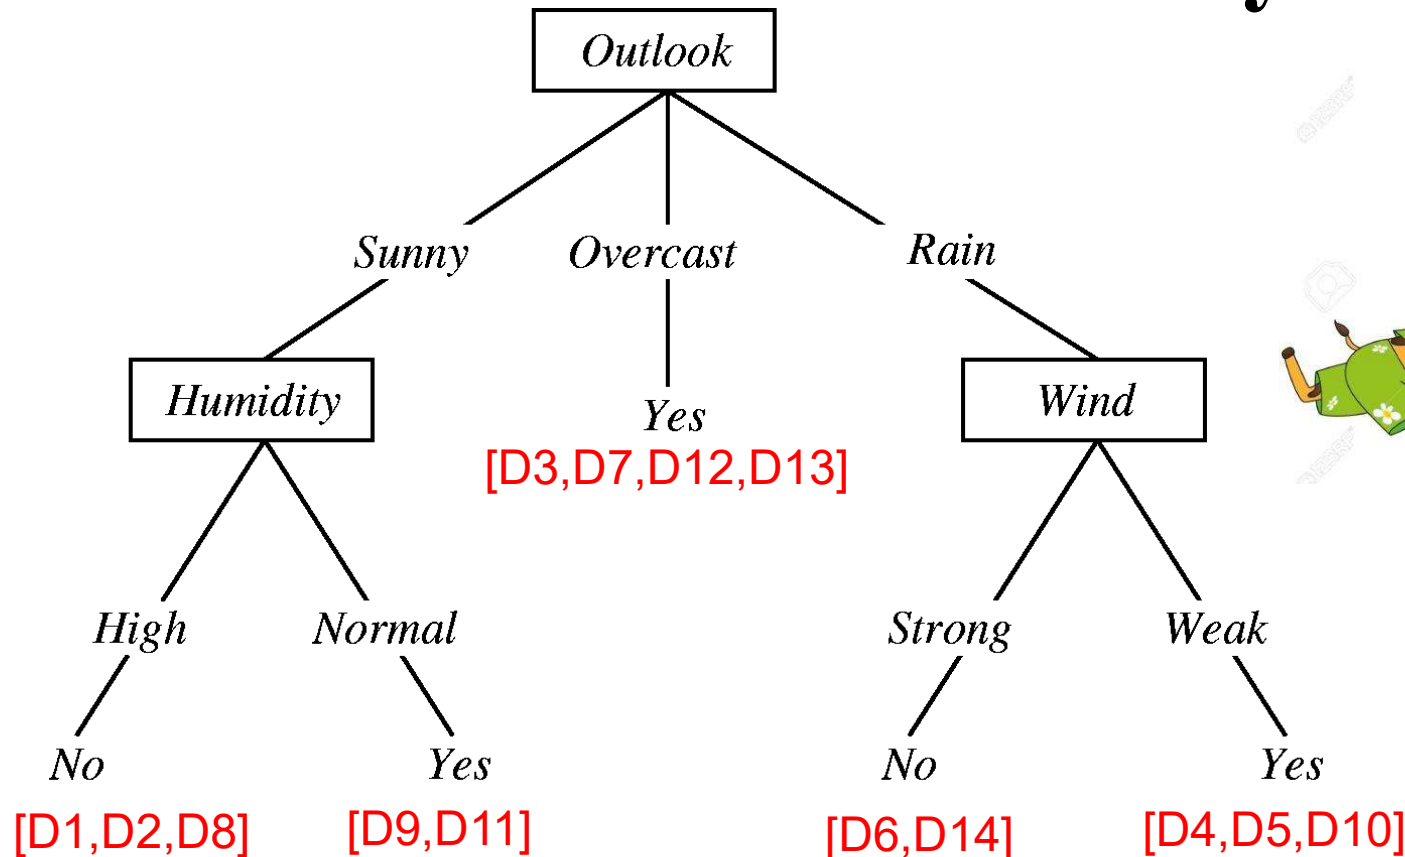 y
Outlook
Sunny Overcast Rain
Humidity Yes Wind
[D3,D7,D12,D13]
High Normal Strong Weak
No Yes No Yes
[D1,D2,D8] [D9,D11] [D6,D14] [D4,D5,D10]